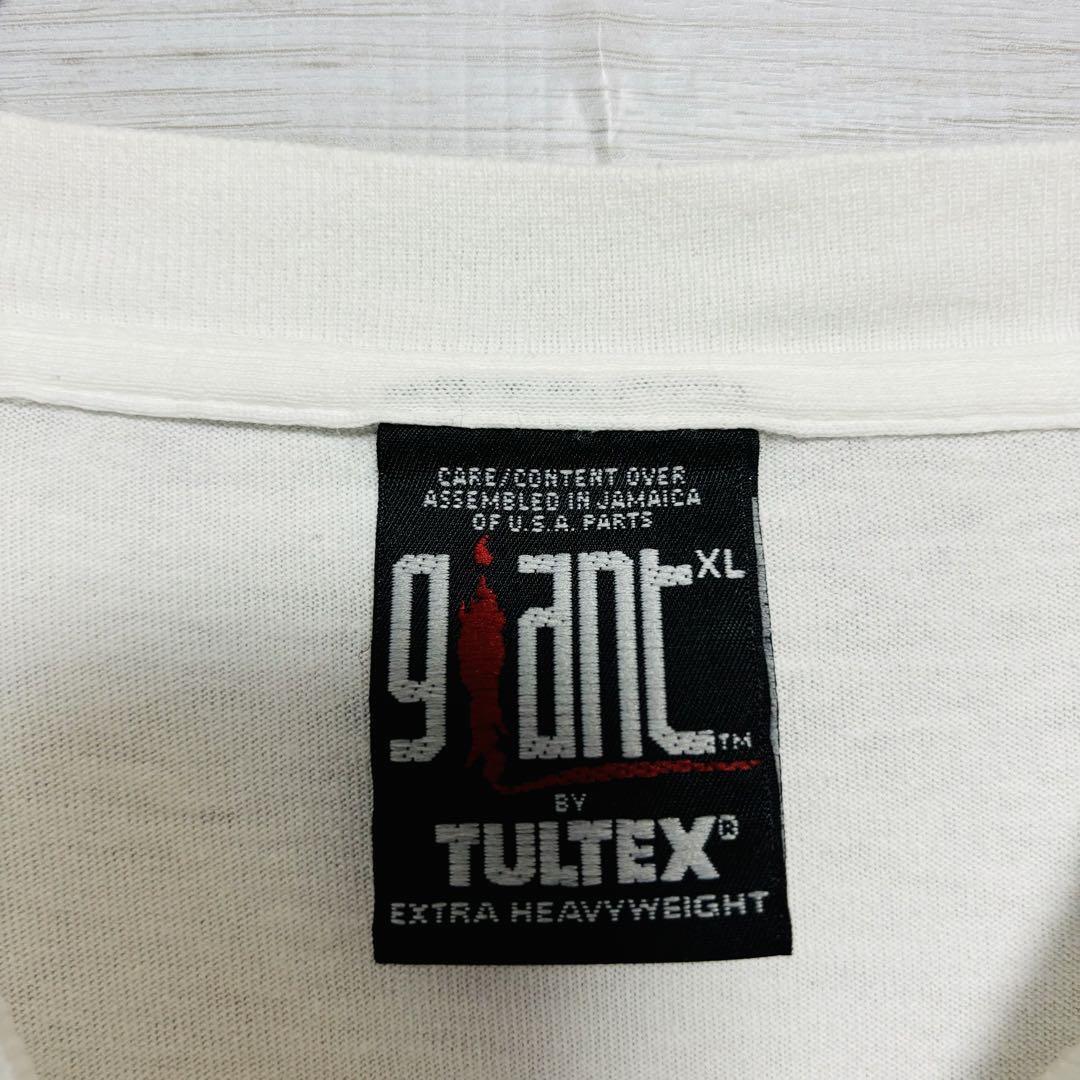 CARE/CONTENT OVER
ASSEMBLED IN JAMAICA
OF U.S.A. PARTS
giant XL
TM
BY
TULTEX®
EXTRA HEAVYWEIGHT